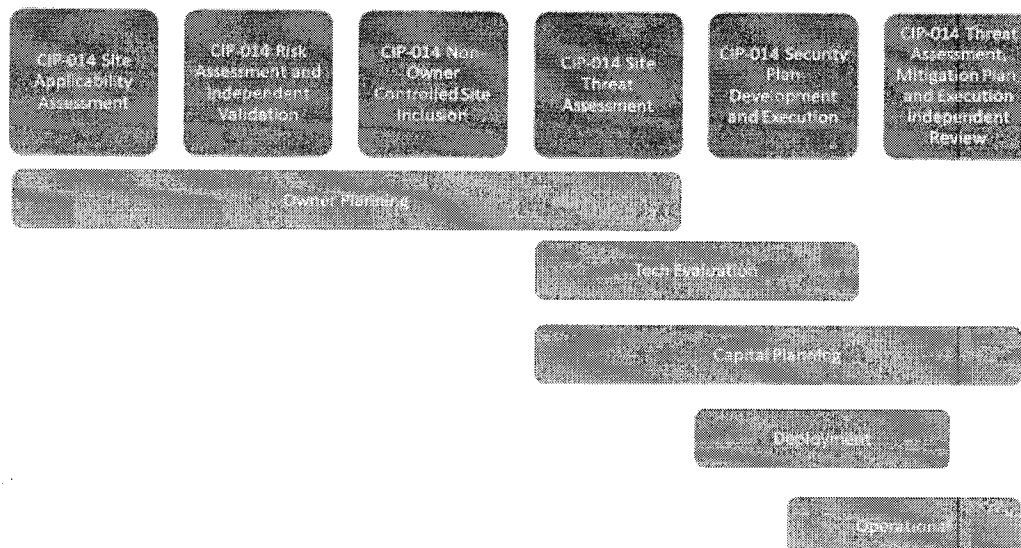 CIP-014 Site
Applicability
Assessment
CIP-014 Risk
Assessment and
Independent
Validation
CIP-014 Non-
Owner
Controlled Site
Inclusion
CIP-014 Site
Threat
Assessment
CIP-014 Security
Plan
Development
and Execution
CIP-014 Threat
Assessment,
Mitigation Plan,
and Execution
Independent
Review
Owner Planning
Tech Evaluation
Capital Planning
Deployment
Operational